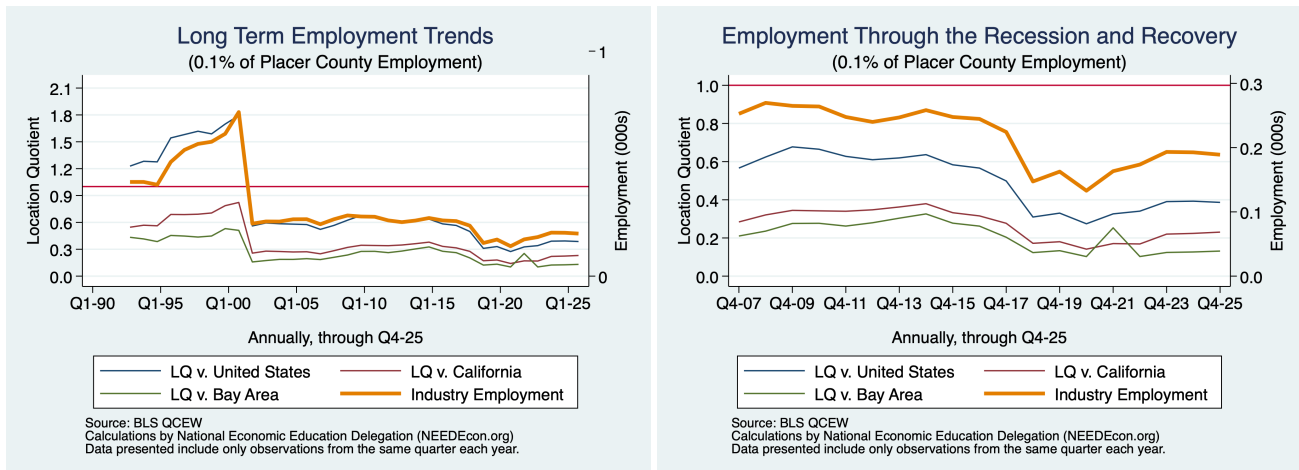 Long Term Employment Trends
(0.1% of Placer County Employment)
1
2.1
1.8
1.5
1.2
0.9
0.6
0.3
0.0
0
Location Quotient
Employment (000s)
Q1-90 Q1-95 Q1-00 Q1-05 Q1-10 Q1-15 Q1-20 Q1-25
Annually, through Q4-25
LQ v. United States LQ v. California
LQ v. Bay Area Industry Employment
Source: BLS QCEW
Calculations by National Economic Education Delegation (NEEDEcon.org)
Data presented include only observations from the same quarter each year.
Employment Through the Recession and Recovery
(0.1% of Placer County Employment)
1.0
0.8
0.6
0.4
0.2
0.0
Location Quotient
0.3
0.2
0.1
0.0
Employment (000s)
Q4-07 Q4-09 Q4-11 Q4-13 Q4-15 Q4-17 Q4-19 Q4-21 Q4-23 Q4-25
Annually, through Q4-25
LQ v. United States LQ v. California
LQ v. Bay Area Industry Employment
Source: BLS QCEW
Calculations by National Economic Education Delegation (NEEDEcon.org)
Data presented include only observations from the same quarter each year.